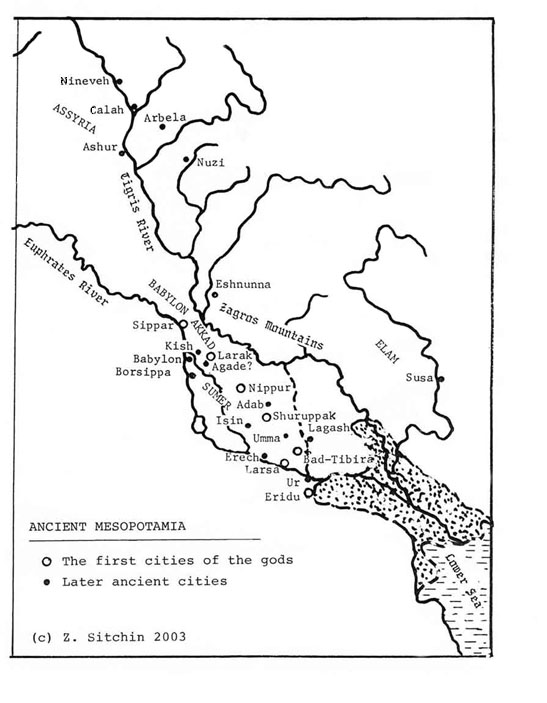 Nineveh
Calah
ASSYRIA
Arbela
Ashur
Nuzi
Tigris River
Euphrates River
Eshnunna
BABYLON
Zagros Mountains
Sippar
AKKAD
Kish
Larak
Babylon
Agade?
Borsippa
ELAM
Susa
SUMER
Nippur
Adab
Shuruppak
Isin
Lagash
Umma
Erech
Bad-Tibira
Larsa
Ur
Eridu
ANCIENT MESOPOTAMIA
The first cities of the gods
Later ancient cities
Lower Sea
(c) Z. Sitchin 2003